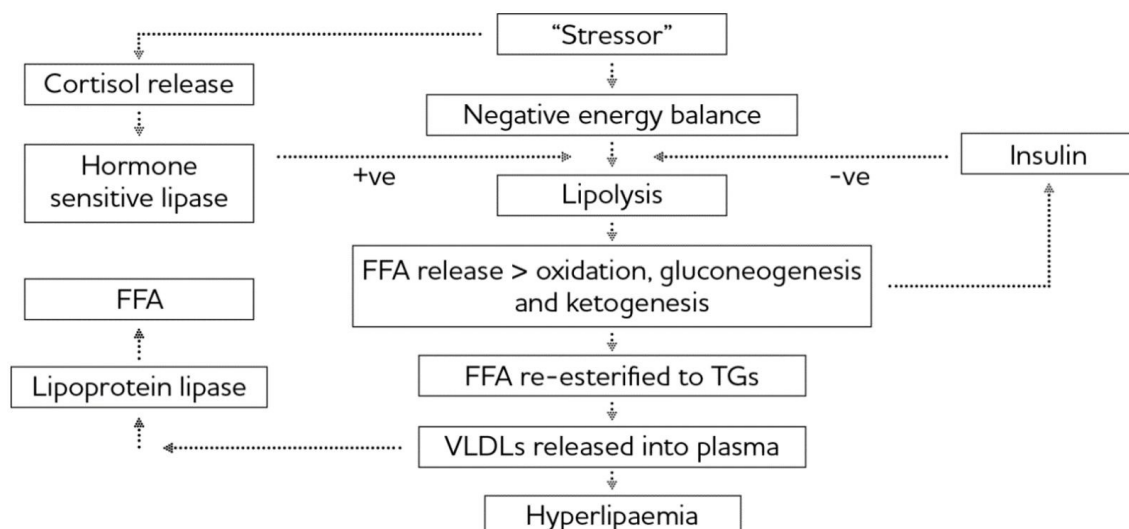 “Stressor”
Cortisol release
Negative energy balance
Hormone
sensitive lipase
+ve
-ve
Insulin
Lipolysis
FFA release > oxidation, gluconeogenesis
and ketogenesis
FFA
FFA re-esterified to TGs
Lipoprotein lipase
VLDLs released into plasma
Hyperlipaemia